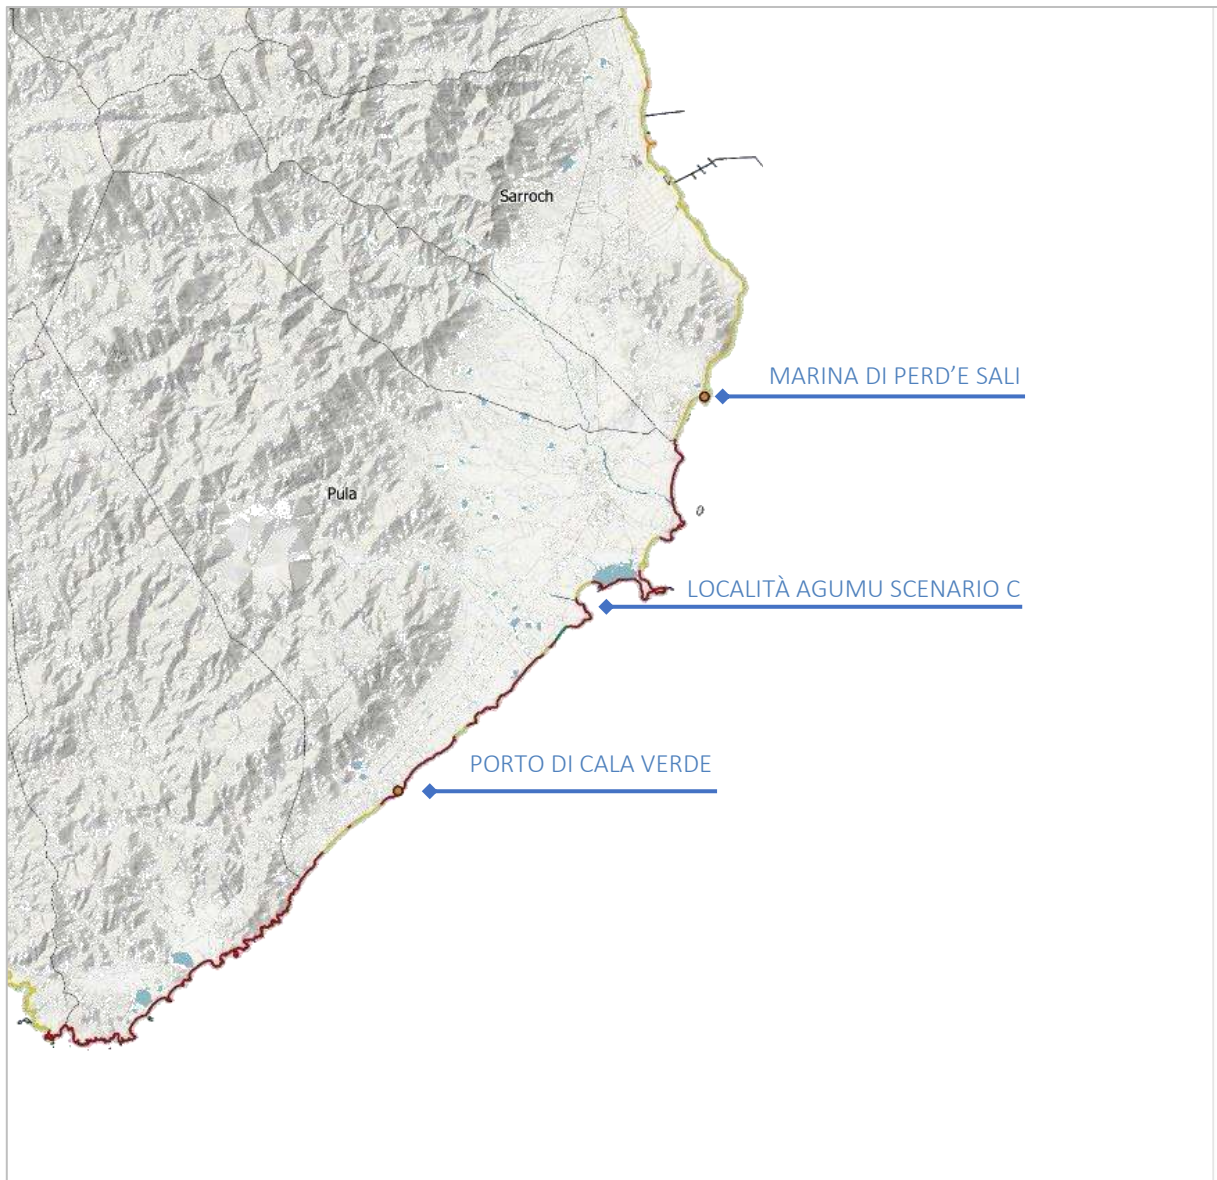 Sarroch
MARINA DI PERD'E SALI
Pula
LOCALITÀ AGUMU SCENARIO C
PORTO DI CALA VERDE